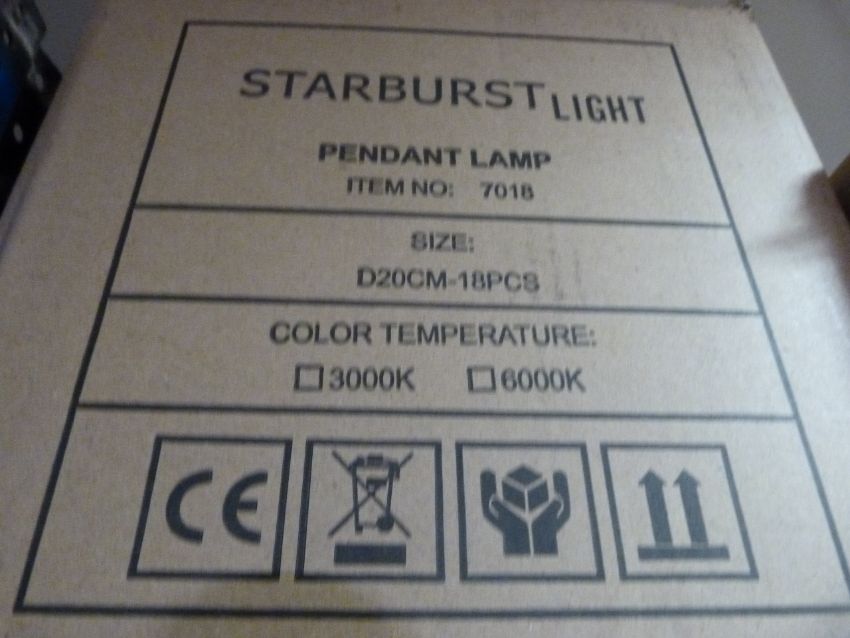 STARBURST LIGHT
PENDANT LAMP
ITEM NO: 7018
SIZE:
D20CM-18PCS
COLOR TEMPERATURE:
☐3000K ☐6000K
CE